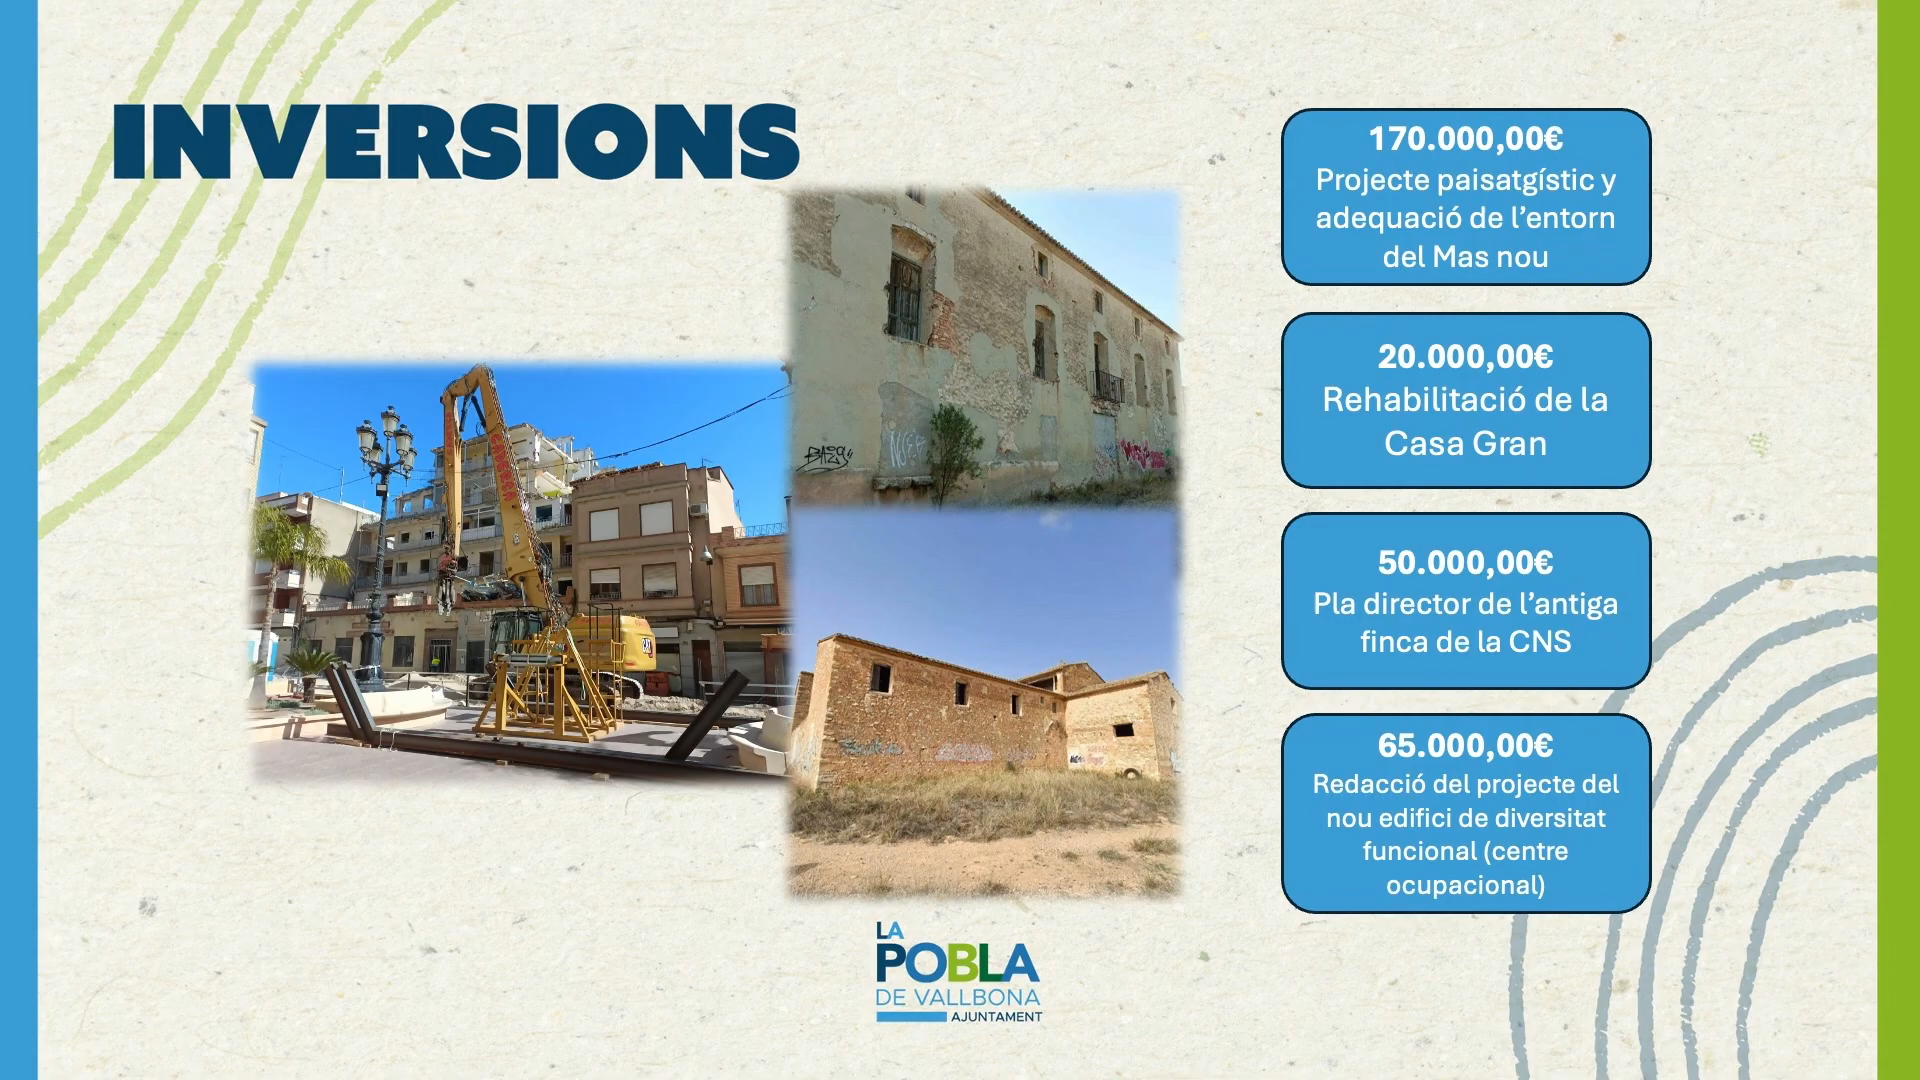 INVERSIONS
170.000,00€
Projecte paisatgístic y
adequació de l’entorn
del Mas nou
20.000,00€
Rehabilitació de la
Casa Gran
50.000,00€
Pla director de l’antiga
finca de la CNS
65.000,00€
Redacció del projecte del
nou edifici de diversitat
funcional (centre
ocupacional)
CAT
LA
POBLA
DE VALLBONA
AJUNTAMENT